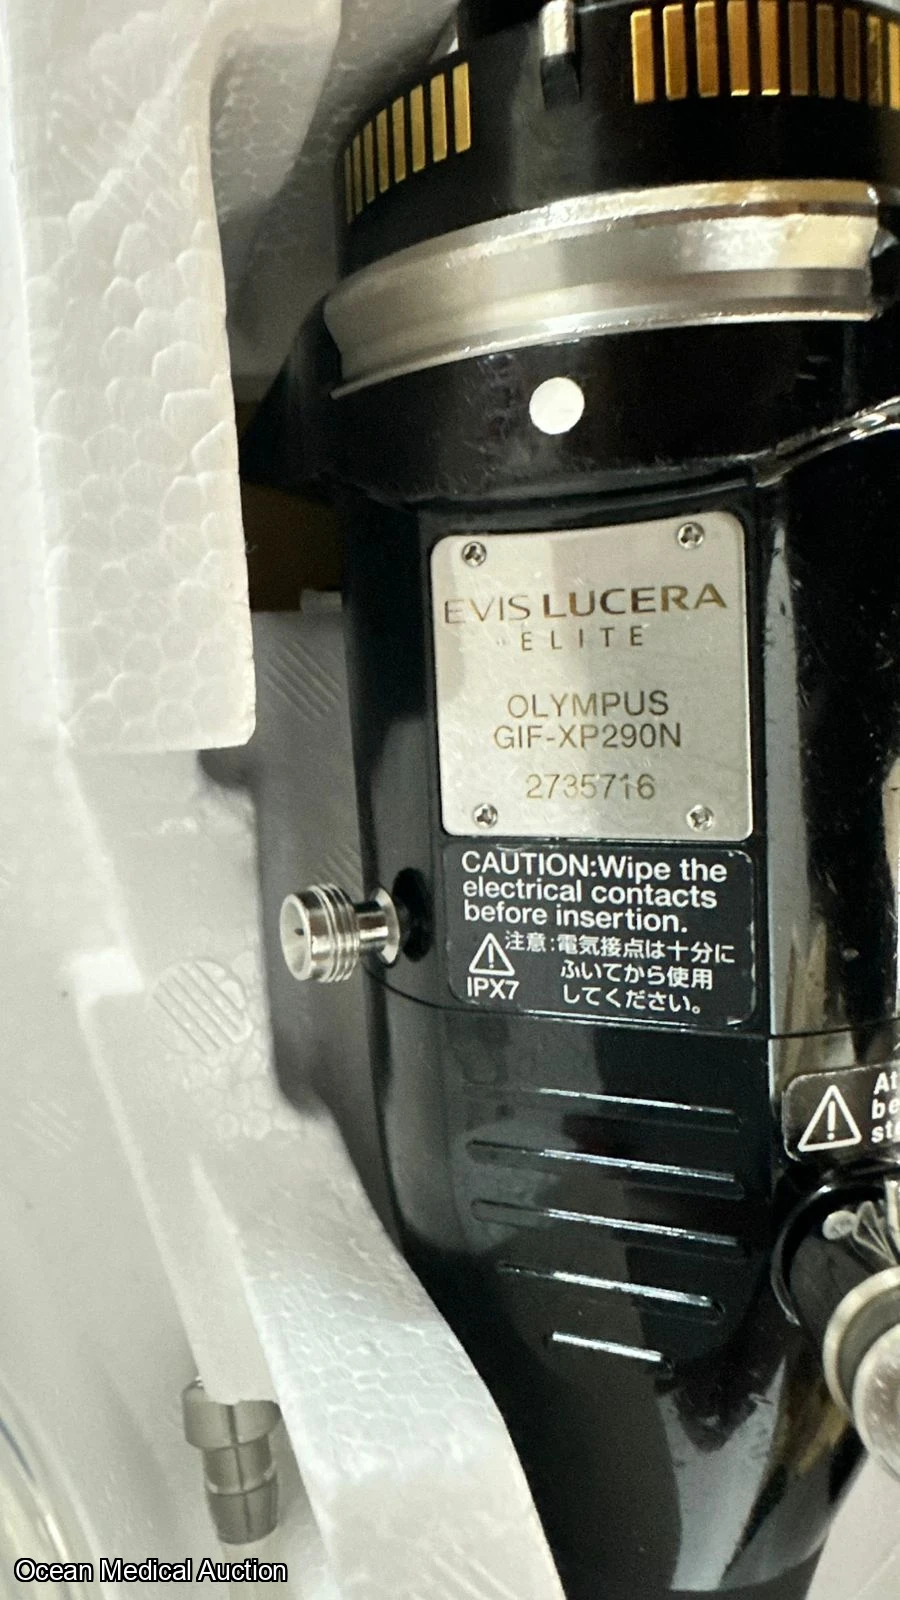 EVIS LUCERA
ELITE
OLYMPUS
GIF-XP290N
2735716
CAUTION:Wipe the
electrical contacts
before insertion.
注意:電気接点は十分に
ふいてから使用
してください。
IPX7
At
be
Ocean Medical Auction